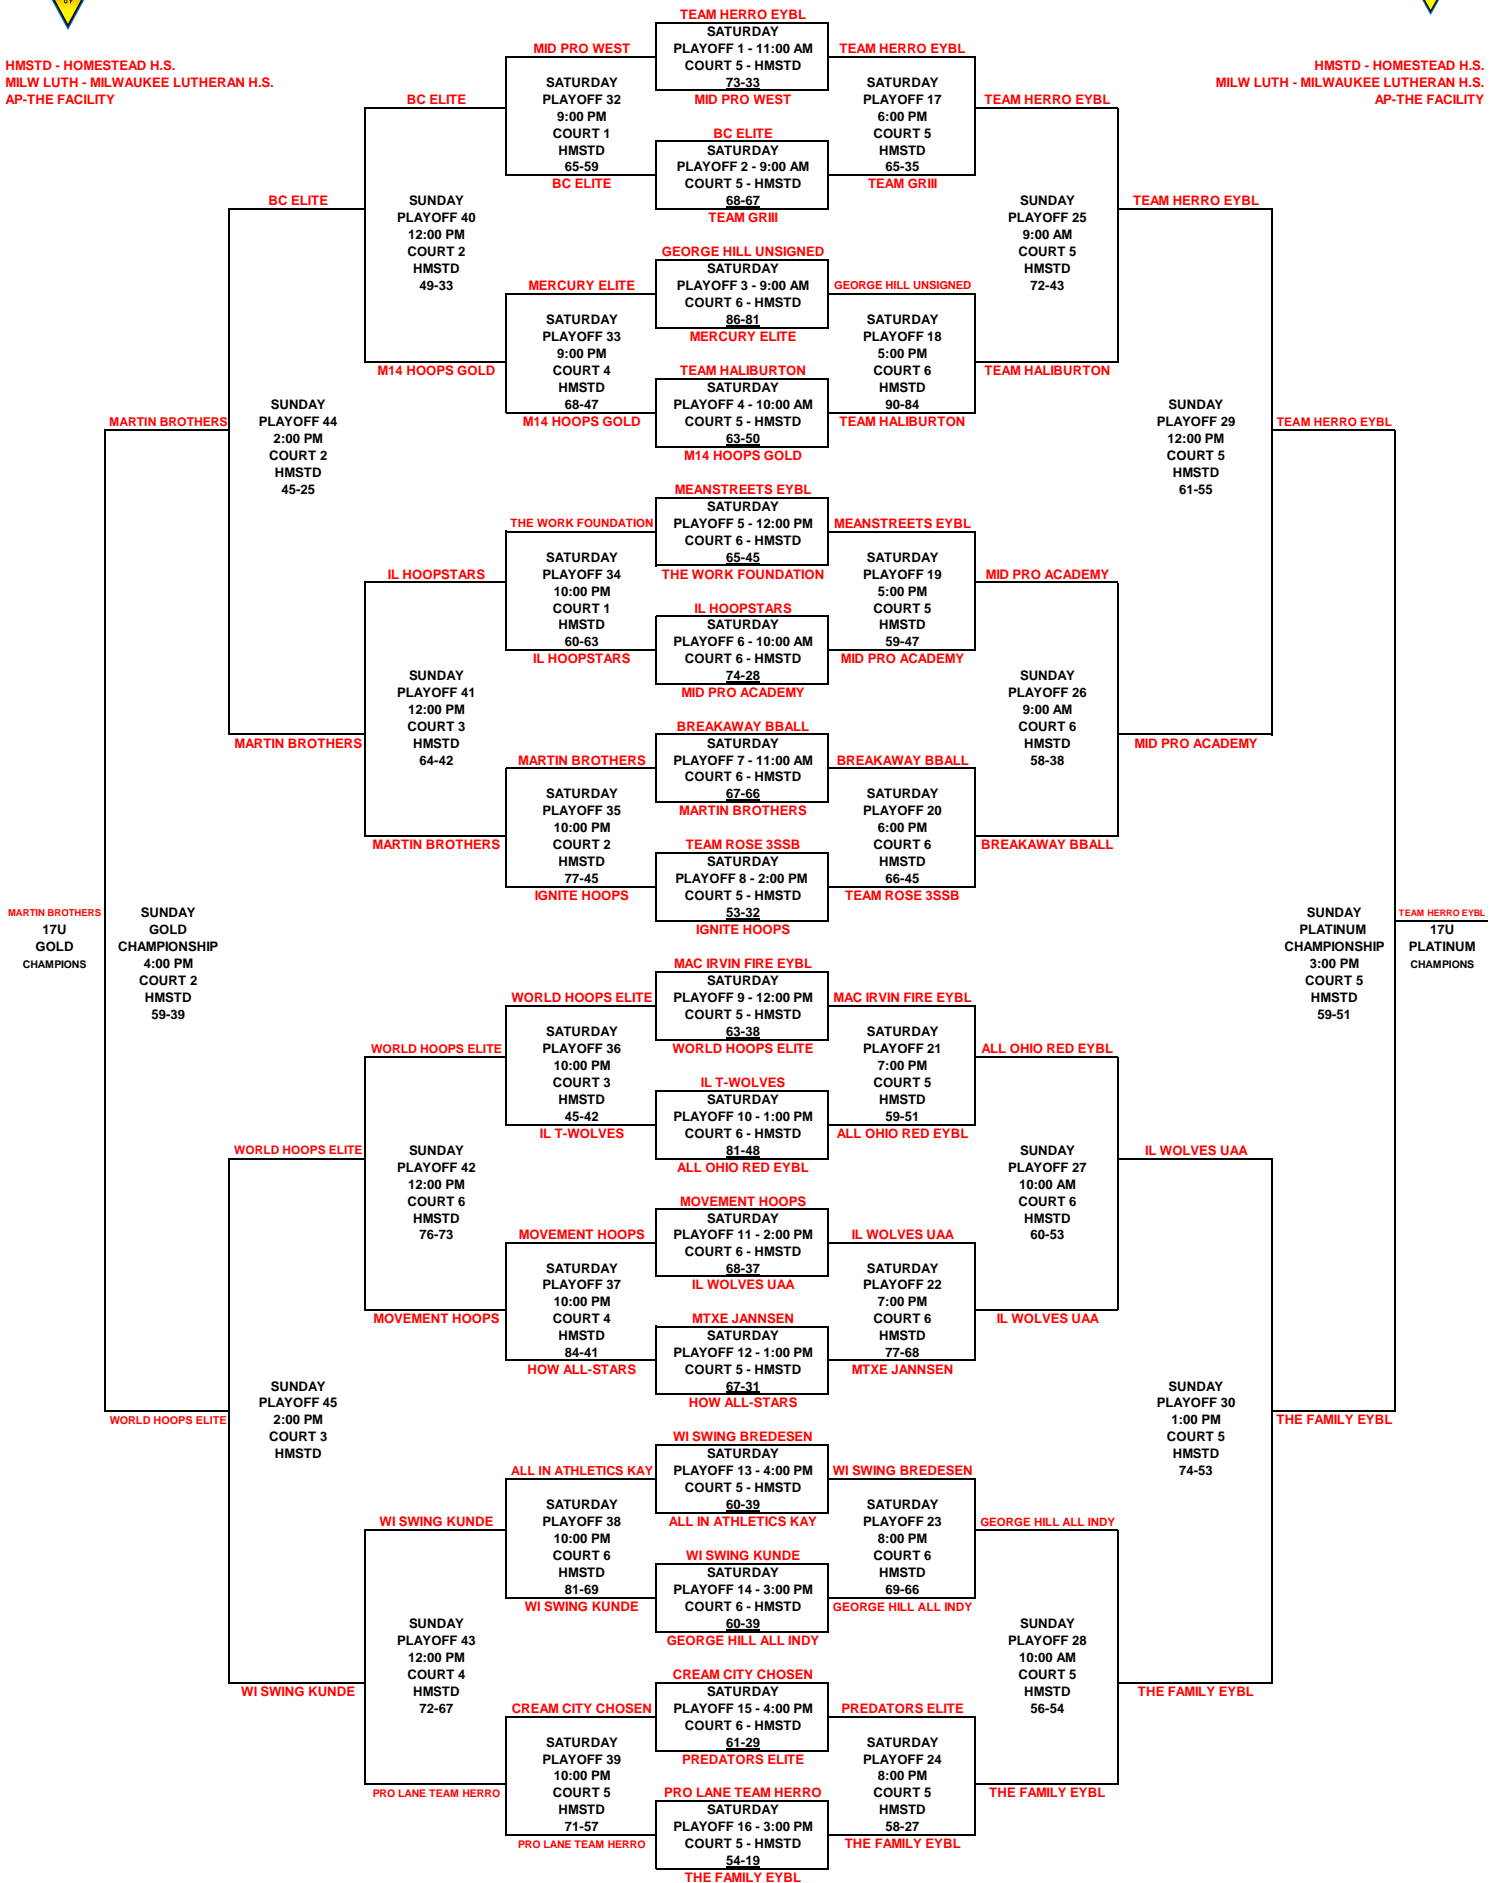 HMSTD - HOMESTEAD H.S.
MILW LUTH - MILWAUKEE LUTHERAN H.S.
AP-THE FACILITY
HMSTD - HOMESTEAD H.S.
MILW LUTH - MILWAUKEE LUTHERAN H.S.
AP-THE FACILITY
TEAM HERRO EYBL
SATURDAY
PLAYOFF 1 - 11:00 AM
COURT 5 - HMSTD
73-33
MID PRO WEST
BC ELITE
SATURDAY
PLAYOFF 2 - 9:00 AM
COURT 5 - HMSTD
68-67
TEAM GRIII
GEORGE HILL UNSIGNED
SATURDAY
PLAYOFF 3 - 9:00 AM
COURT 6 - HMSTD
86-81
MERCURY ELITE
TEAM HALIBURTON
SATURDAY
PLAYOFF 4 - 10:00 AM
COURT 5 - HMSTD
63-50
M14 HOOPS GOLD
MEANSTREETS EYBL
SATURDAY
PLAYOFF 5 - 12:00 PM
COURT 6 - HMSTD
65-45
THE WORK FOUNDATION
IL HOOPSTARS
SATURDAY
PLAYOFF 6 - 10:00 AM
COURT 6 - HMSTD
74-28
MID PRO ACADEMY
BREAKAWAY BBALL
SATURDAY
PLAYOFF 7 - 11:00 AM
COURT 6 - HMSTD
67-66
MARTIN BROTHERS
TEAM ROSE 3SSB
SATURDAY
PLAYOFF 8 - 2:00 PM
COURT 5 - HMSTD
53-32
IGNITE HOOPS
MAC IRVIN FIRE EYBL
SATURDAY
PLAYOFF 9 - 12:00 PM
COURT 5 - HMSTD
63-38
WORLD HOOPS ELITE
IL T-WOLVES
SATURDAY
PLAYOFF 10 - 1:00 PM
COURT 6 - HMSTD
81-48
ALL OHIO RED EYBL
MOVEMENT HOOPS
SATURDAY
PLAYOFF 11 - 2:00 PM
COURT 6 - HMSTD
68-37
IL WOLVES UAA
MTXE JANNSEN
SATURDAY
PLAYOFF 12 - 1:00 PM
COURT 5 - HMSTD
67-31
HOW ALL-STARS
WI SWING BREDESEN
SATURDAY
PLAYOFF 13 - 4:00 PM
COURT 5 - HMSTD
60-39
ALL IN ATHLETICS KAY
WI SWING KUNDE
SATURDAY
PLAYOFF 14 - 3:00 PM
COURT 6 - HMSTD
60-39
GEORGE HILL ALL INDY
CREAM CITY CHOSEN
SATURDAY
PLAYOFF 15 - 4:00 PM
COURT 6 - HMSTD
61-29
PREDATORS ELITE
PRO LANE TEAM HERRO
SATURDAY
PLAYOFF 16 - 3:00 PM
COURT 5 - HMSTD
54-19
THE FAMILY EYBL
MID PRO WEST
SATURDAY
PLAYOFF 32
9:00 PM
COURT 1
HMSTD
65-59
BC ELITE
MERCURY ELITE
SATURDAY
PLAYOFF 33
9:00 PM
COURT 4
HMSTD
68-47
M14 HOOPS GOLD
THE WORK FOUNDATION
SATURDAY
PLAYOFF 34
10:00 PM
COURT 1
HMSTD
60-63
IL HOOPSTARS
MARTIN BROTHERS
SATURDAY
PLAYOFF 35
10:00 PM
COURT 2
HMSTD
77-45
IGNITE HOOPS
WORLD HOOPS ELITE
SATURDAY
PLAYOFF 36
10:00 PM
COURT 3
HMSTD
45-42
IL T-WOLVES
MOVEMENT HOOPS
SATURDAY
PLAYOFF 37
10:00 PM
COURT 4
HMSTD
84-41
HOW ALL-STARS
ALL IN ATHLETICS KAY
SATURDAY
PLAYOFF 38
10:00 PM
COURT 6
HMSTD
81-69
WI SWING KUNDE
CREAM CITY CHOSEN
SATURDAY
PLAYOFF 39
10:00 PM
COURT 5
HMSTD
71-57
PRO LANE TEAM HERRO
BC ELITE
SUNDAY
PLAYOFF 40
12:00 PM
COURT 2
HMSTD
49-33
M14 HOOPS GOLD
IL HOOPSTARS
SUNDAY
PLAYOFF 41
12:00 PM
COURT 3
HMSTD
64-42
MARTIN BROTHERS
WORLD HOOPS ELITE
SUNDAY
PLAYOFF 42
12:00 PM
COURT 6
HMSTD
76-73
MOVEMENT HOOPS
WI SWING KUNDE
SUNDAY
PLAYOFF 43
12:00 PM
COURT 4
HMSTD
72-67
PRO LANE TEAM HERRO
BC ELITE
SUNDAY
PLAYOFF 44
2:00 PM
COURT 2
HMSTD
45-25
MARTIN BROTHERS
WORLD HOOPS ELITE
SUNDAY
PLAYOFF 45
2:00 PM
COURT 3
HMSTD
WI SWING KUNDE
MARTIN BROTHERS
SUNDAY
GOLD
CHAMPIONSHIP
4:00 PM
COURT 2
HMSTD
59-39
WORLD HOOPS ELITE
MARTIN BROTHERS
17U
GOLD
CHAMPIONS
TEAM HERRO EYBL
SATURDAY
PLAYOFF 17
6:00 PM
COURT 5
HMSTD
65-35
TEAM GRIII
GEORGE HILL UNSIGNED
SATURDAY
PLAYOFF 18
5:00 PM
COURT 6
HMSTD
90-84
TEAM HALIBURTON
MEANSTREETS EYBL
SATURDAY
PLAYOFF 19
5:00 PM
COURT 5
HMSTD
59-47
MID PRO ACADEMY
BREAKAWAY BBALL
SATURDAY
PLAYOFF 20
6:00 PM
COURT 6
HMSTD
66-45
TEAM ROSE 3SSB
MAC IRVIN FIRE EYBL
SATURDAY
PLAYOFF 21
7:00 PM
COURT 5
HMSTD
59-51
ALL OHIO RED EYBL
IL WOLVES UAA
SATURDAY
PLAYOFF 22
7:00 PM
COURT 6
HMSTD
77-68
MTXE JANNSEN
WI SWING BREDESEN
SATURDAY
PLAYOFF 23
8:00 PM
COURT 6
HMSTD
69-66
GEORGE HILL ALL INDY
PREDATORS ELITE
SATURDAY
PLAYOFF 24
8:00 PM
COURT 5
HMSTD
58-27
THE FAMILY EYBL
TEAM HERRO EYBL
SUNDAY
PLAYOFF 25
9:00 AM
COURT 5
HMSTD
72-43
TEAM HALIBURTON
MID PRO ACADEMY
SUNDAY
PLAYOFF 26
9:00 AM
COURT 6
HMSTD
58-38
BREAKAWAY BBALL
ALL OHIO RED EYBL
SUNDAY
PLAYOFF 27
10:00 AM
COURT 6
HMSTD
60-53
IL WOLVES UAA
GEORGE HILL ALL INDY
SUNDAY
PLAYOFF 28
10:00 AM
COURT 5
HMSTD
56-54
THE FAMILY EYBL
TEAM HERRO EYBL
SUNDAY
PLAYOFF 29
12:00 PM
COURT 5
HMSTD
61-55
MID PRO ACADEMY
IL WOLVES UAA
SUNDAY
PLAYOFF 30
1:00 PM
COURT 5
HMSTD
74-53
THE FAMILY EYBL
TEAM HERRO EYBL
SUNDAY
PLATINUM
CHAMPIONSHIP
3:00 PM
COURT 5
HMSTD
59-51
THE FAMILY EYBL
TEAM HERRO EYBL
17U
PLATINUM
CHAMPIONS